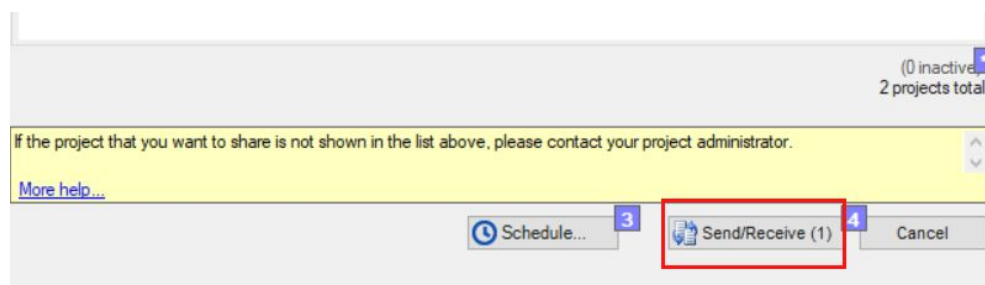 (0 inactive)
2 projects total
If the project that you want to share is not shown in the list above, please contact your project administrator.
More help...
Schedule... 3 Send/Receive (1) 4 Cancel